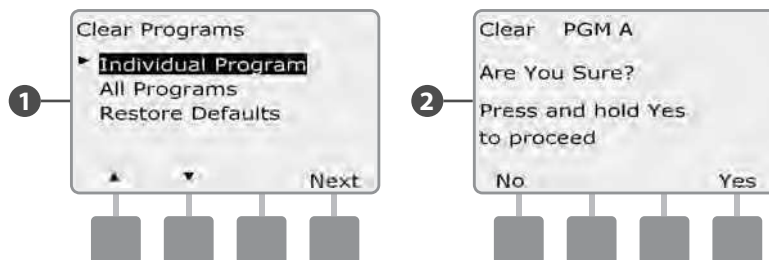 1
Clear Programs
Individual Program
All Programs
Restore Defaults
Next
2
Clear PGM A
Are You Sure?
Press and hold Yes
to proceed
No Yes